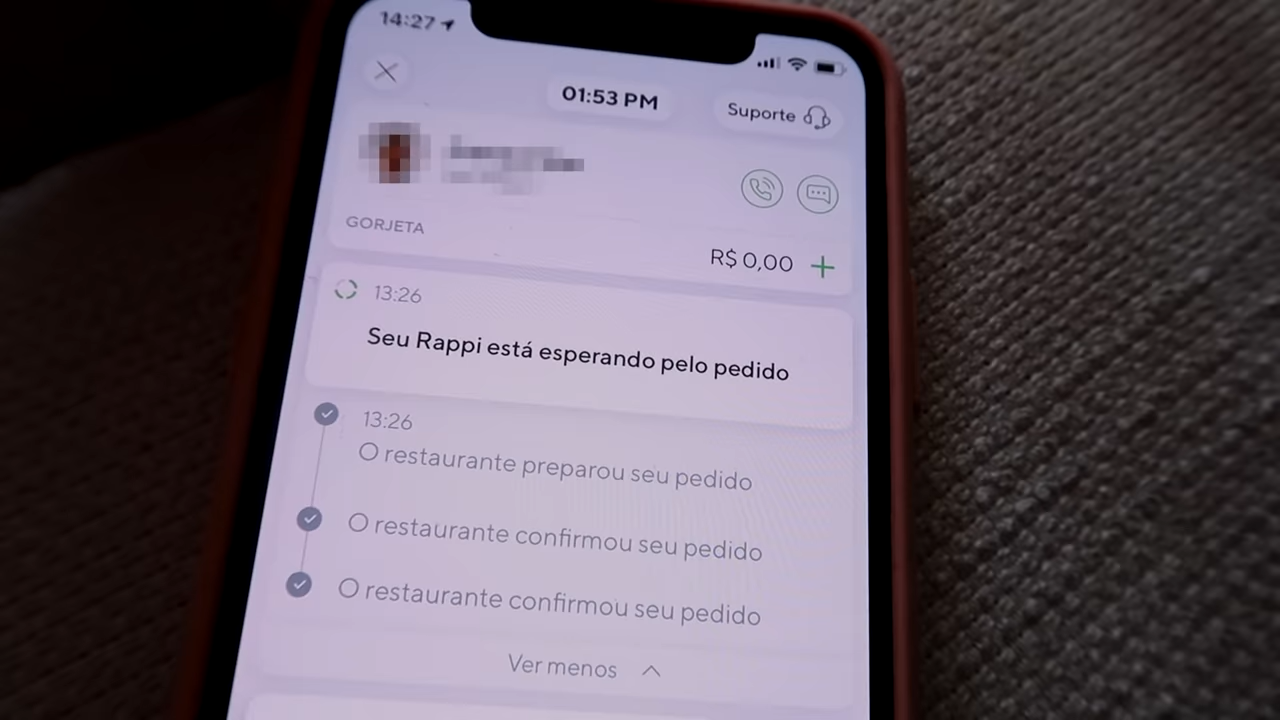 14:27
01:53 PM
Suporte
GORJETA
R$ 0,00 +
13:26
Seu Rappi está esperando pelo pedido
13:26
O restaurante preparou seu pedido
O restaurante confirmou seu pedido
O restaurante confirmou seu pedido
Ver menos